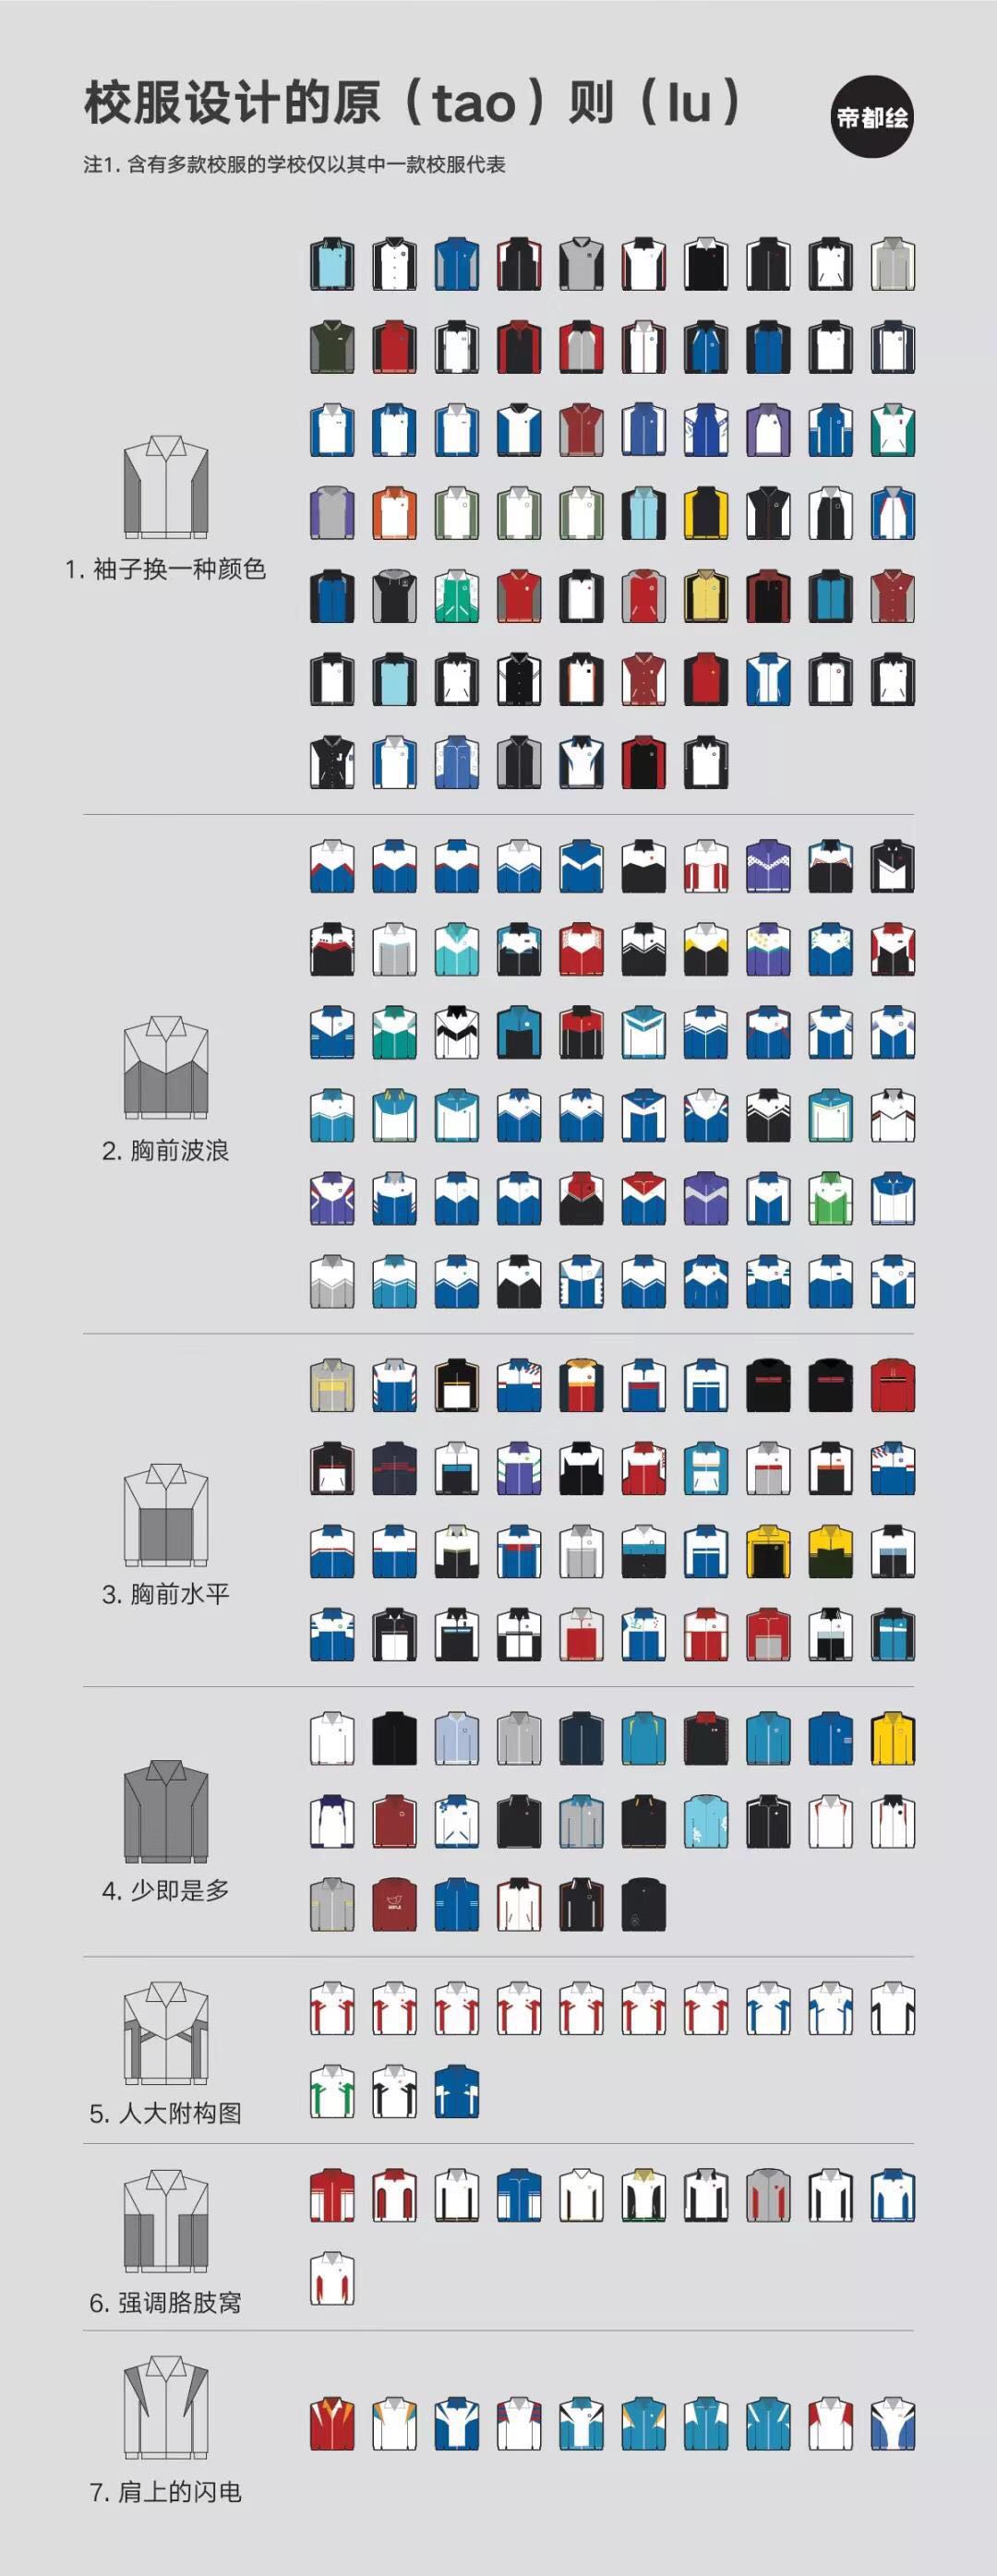 校服设计的原（tao）则（lu）
帝都绘
注1. 含有多款校服的学校仅以其中一款校服代表
1. 袖子换一种颜色
2. 胸前波浪
3. 胸前水平
4. 少即是多
5. 人大附构图
6. 强调胳肢窝
7. 肩上的闪电